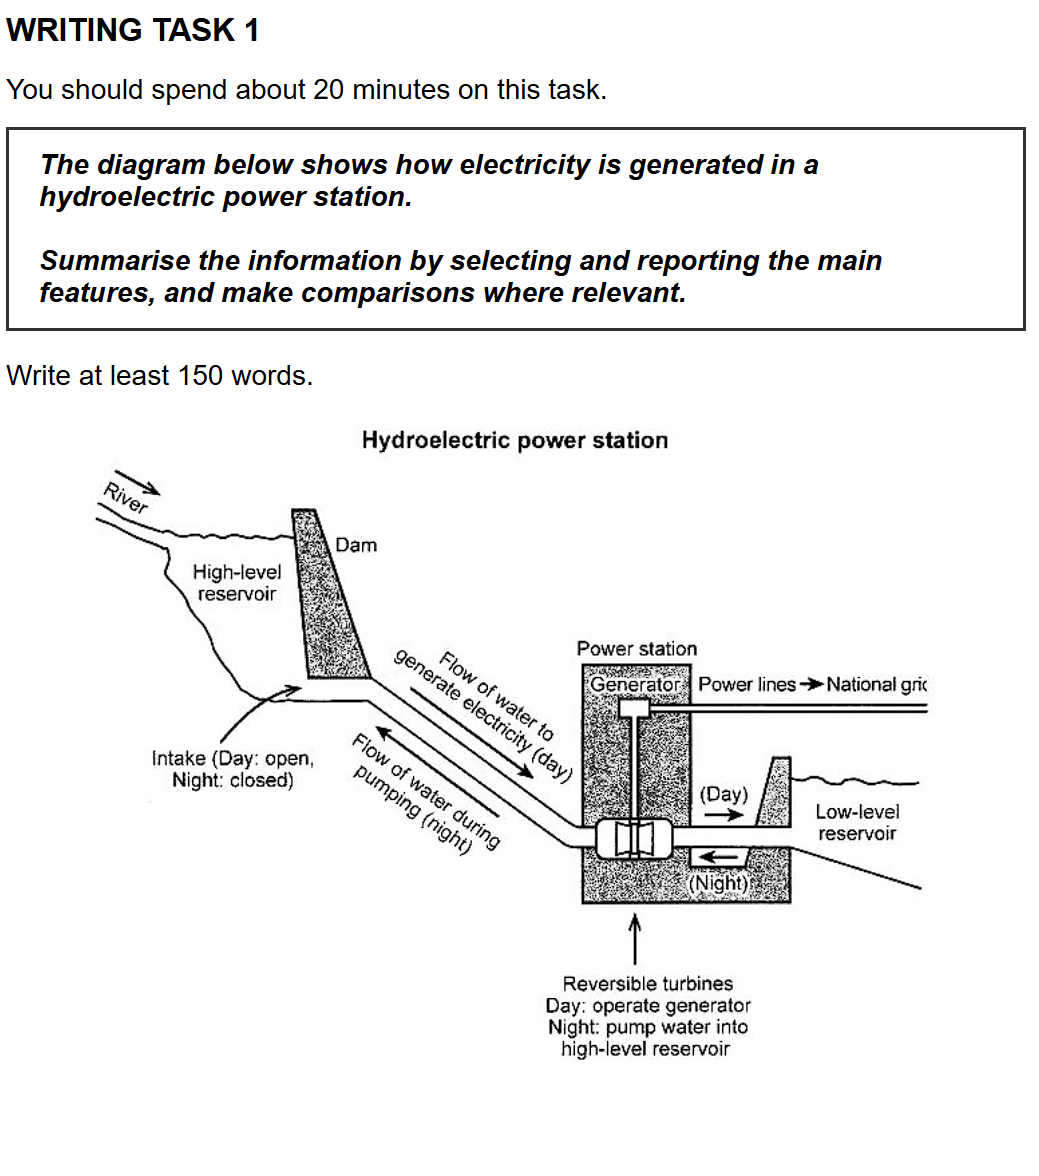 WRITING TASK 1
You should spend about 20 minutes on this task.
The diagram below shows how electricity is generated in a
hydroelectric power station.
Summarise the information by selecting and reporting the main
features, and make comparisons where relevant.
Write at least 150 words.
Hydroelectric power station
River
Dam
High-level
reservoir
Flow of water to
generate electricity (day)
Power station
Generator
Power lines
National gri
Intake (Day: open,
Night: closed)
Flow of water during
pumping (night)
(Day)
Low-level
reservoir
(Night)
Reversible turbines
Day: operate generator
Night: pump water into
high-level reservoir